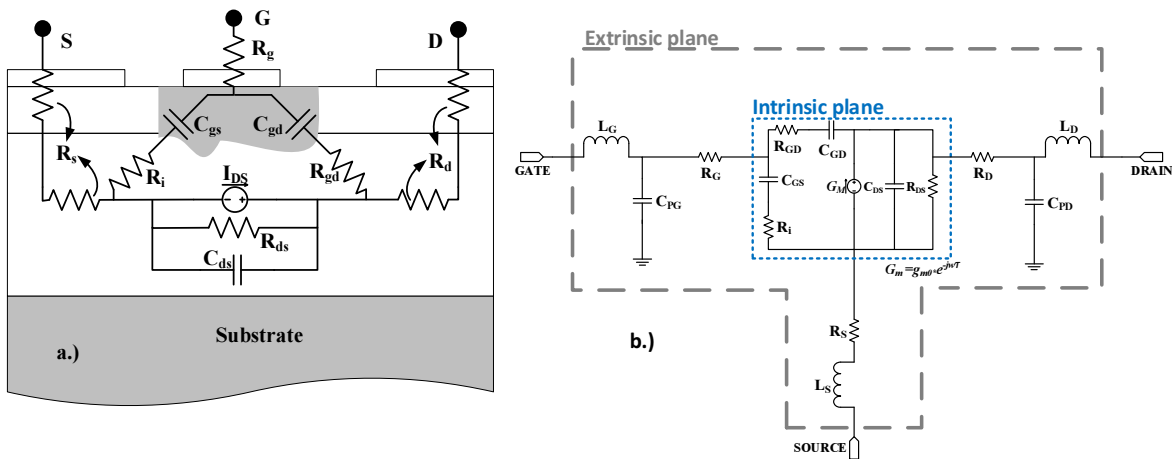 S
G
D
Rg
Cgs
Cgd
Rs
Ri
IDS
Rgd
Rd
Rds
Cds
Substrate
a.)
Extrinsic plane
Intrinsic plane
LG
GATE
CPG
RG
RGD
CGD
CGS
GM
CDS
RDS
Ri
RD
LD
DRAIN
CPD
Gm=gm0*e-jwτ
RS
LS
SOURCE
b.)